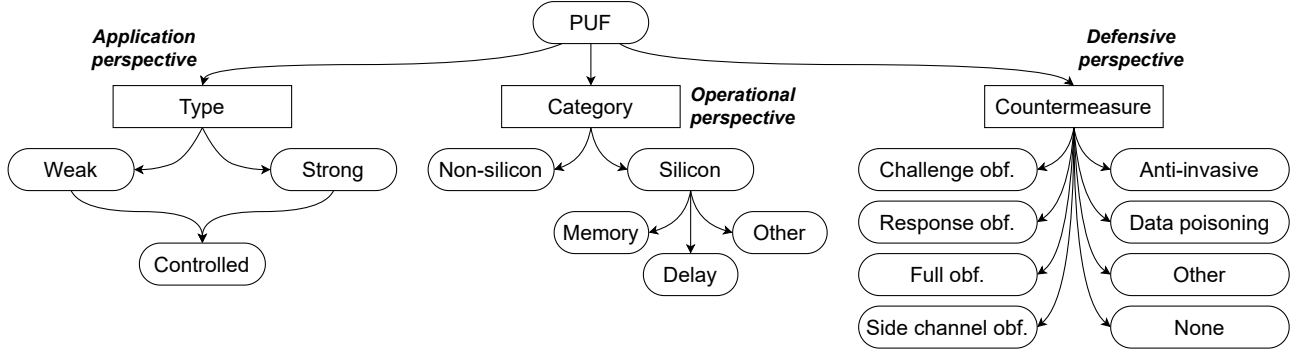 PUF
Application
perspective
Defensive
perspective
Type
Category
Operational
perspective
Countermeasure
Weak
Strong
Non-silicon
Silicon
Challenge obf.
Anti-invasive
Memory
Other
Response obf.
Data poisoning
Controlled
Delay
Full obf.
Other
Side channel obf.
None